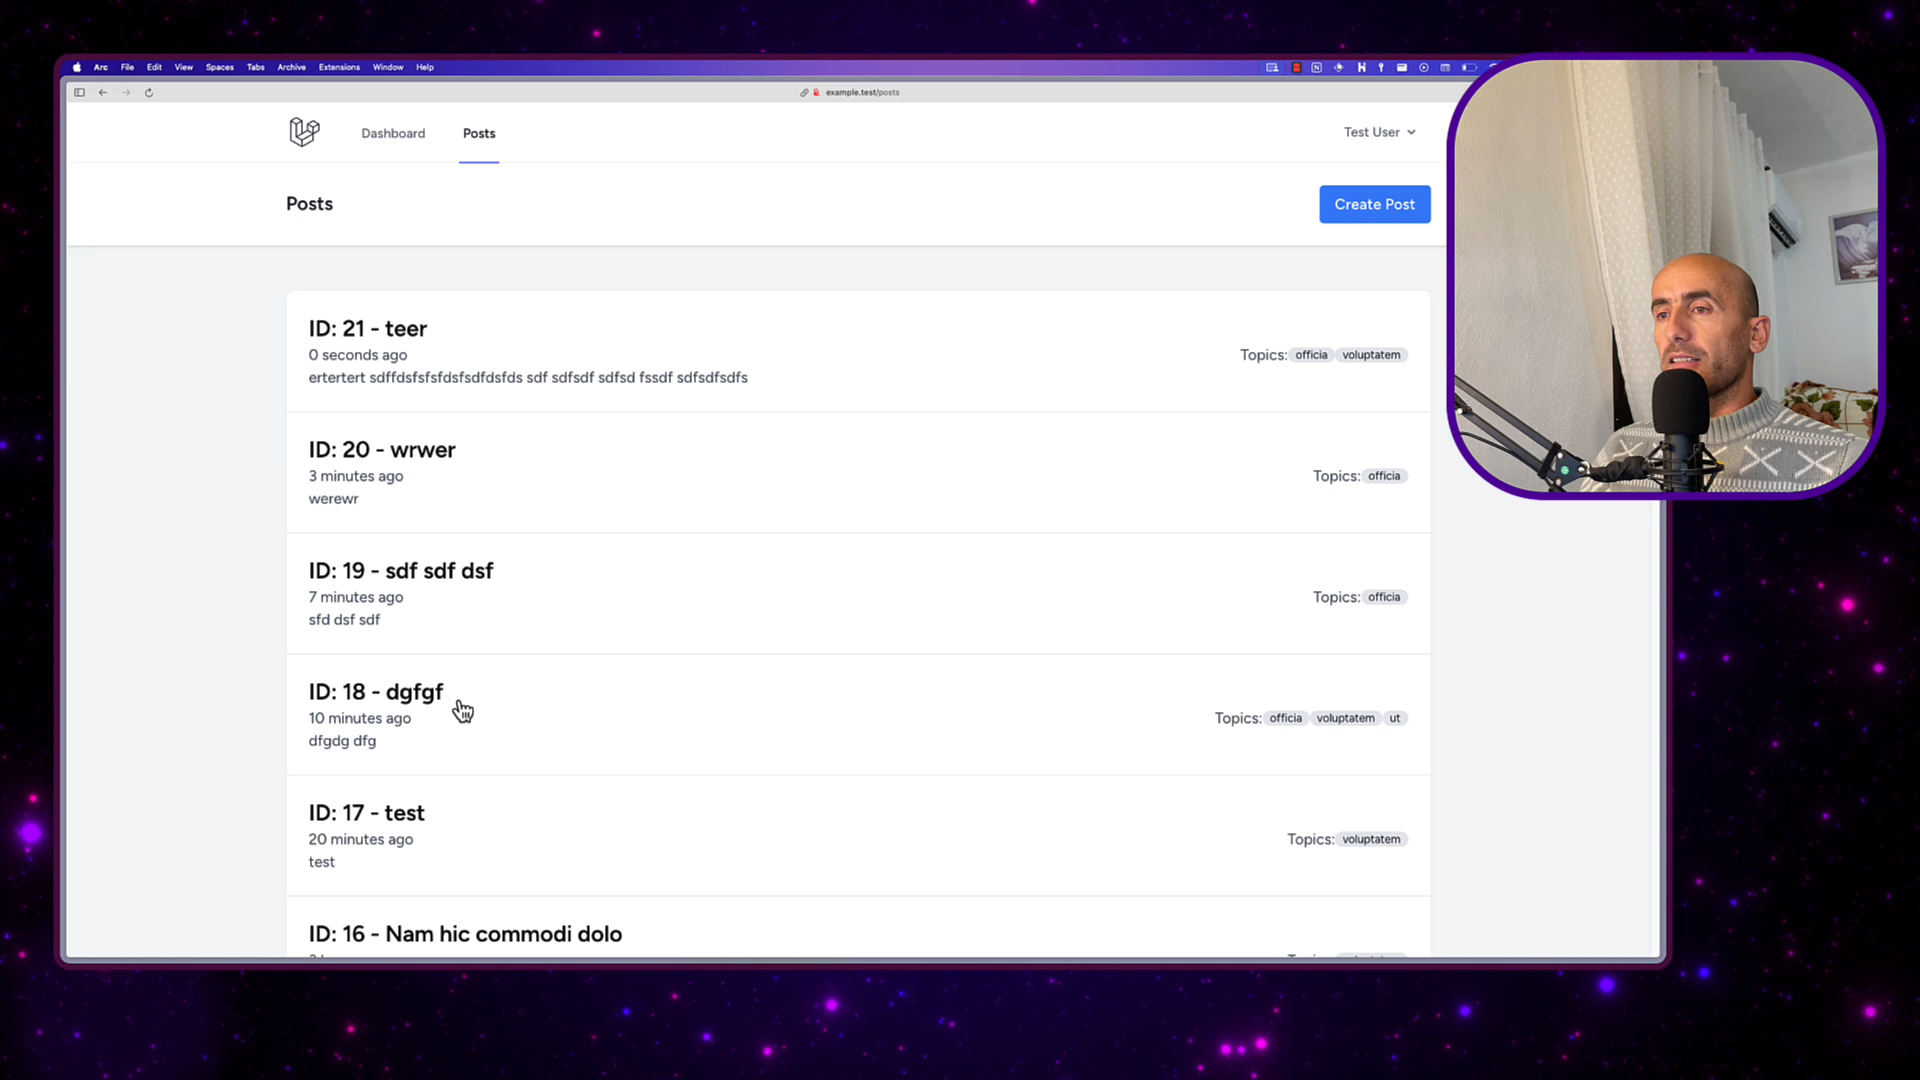 Arc File Edit View Spaces Tabs Archive Extensions Window Help
example.test/posts
Dashboard Posts Test User
Posts Create Post
ID: 21 - teer
0 seconds ago
ertertert sdffdsfsfsfdsfsdfdsfds sdf sdfsdf sdfsd fssdf sdfsdfsdfs
Topics: officia voluptatem
ID: 20 - wrwer
3 minutes ago
werewr
Topics: officia
ID: 19 - sdf sdf dsf
7 minutes ago
sfd dsf sdf
Topics: officia
ID: 18 - dgfgf
10 minutes ago
dfgdg dfg
Topics: officia voluptatem ut
ID: 17 - test
20 minutes ago
test
Topics: voluptatem
ID: 16 - Nam hic commodi dolo